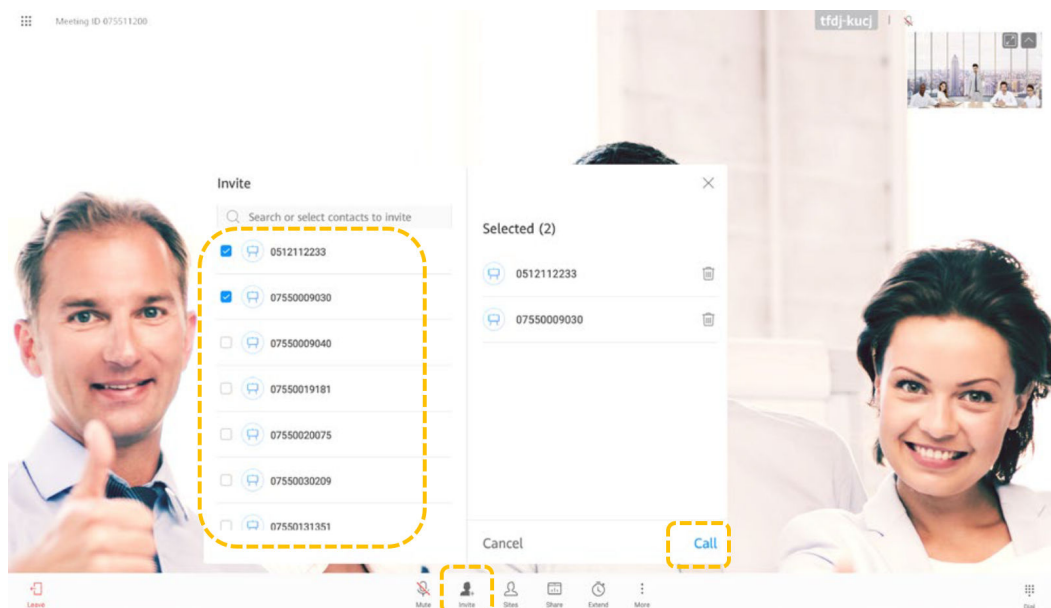 Meeting ID 075511200
tfdj-kucj
Invite
Search or select contacts to invite
0512112233
07550009030
07550009040
07550019181
07550020075
07550030209
07550131351
Selected (2)
0512112233
07550009030
Cancel
Call
Leave
Mute
Invite
Sites
Share
Extend
More
Dial